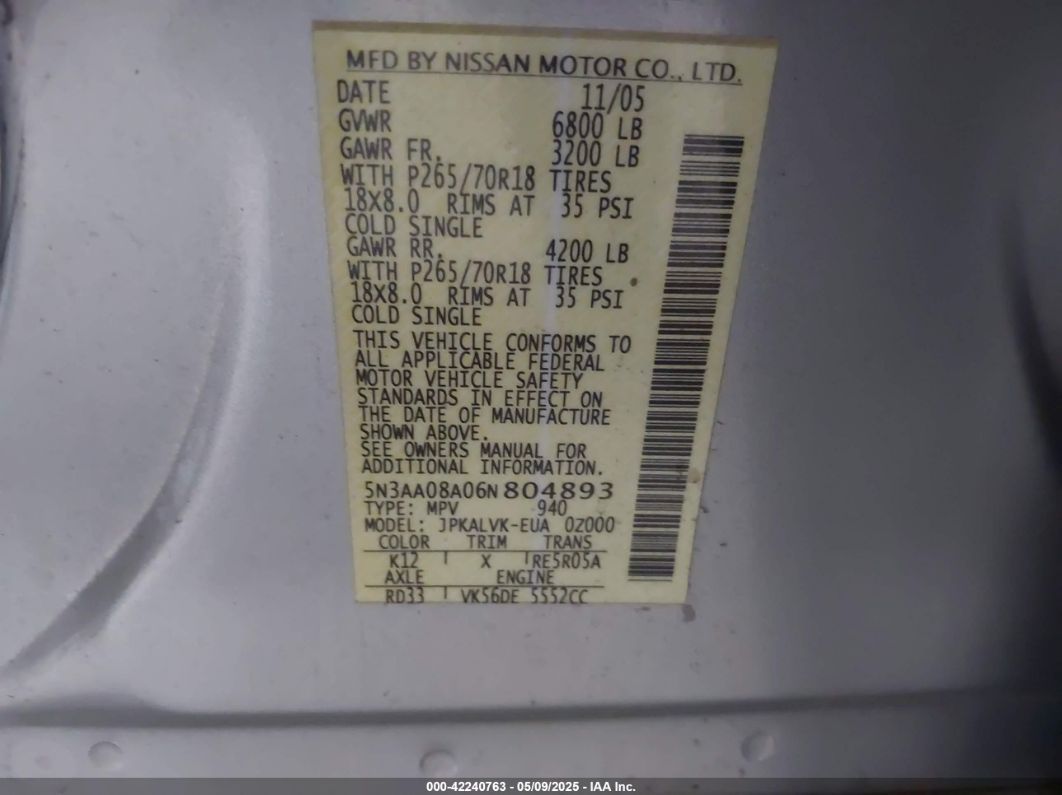 MFD BY NISSAN MOTOR CO., LTD.
DATE 11/05
GVWR 6800 LB
GAWR FR. 3200 LB
WITH P265/70R18 TIRES
18X8.0 RIMS AT 35 PSI
COLD SINGLE
GAWR RR. 4200 LB
WITH P265/70R18 TIRES
18X8.0 RIMS AT 35 PSI
COLD SINGLE
THIS VEHICLE CONFORMS TO
ALL APPLICABLE FEDERAL
MOTOR VEHICLE SAFETY
STANDARDS IN EFFECT ON
THE DATE OF MANUFACTURE
SHOWN ABOVE.
SEE OWNERS MANUAL FOR
ADDITIONAL INFORMATION.
5N3AA08A06N804893
TYPE: MPV 940
MODEL: JPKALVK-EUA 0Z000
COLOR TRIM TRANS
K12 X RE5R05A
AXLE ENGINE
RD33 VK56DE 5552CC
000-42240763 - 05/09/2025 - IAA Inc.